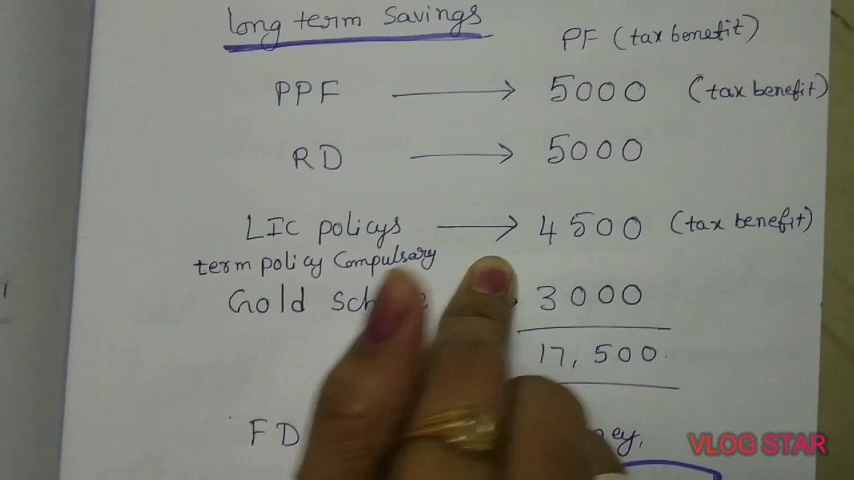 long term savings
PF (tax benefit)
PPF → 5000 (tax benefit)
RD → 5000
LIC policys → 4500 (tax benefit)
term policy Compulsary
Gold 3000
17,500
FD
VLOG STAR